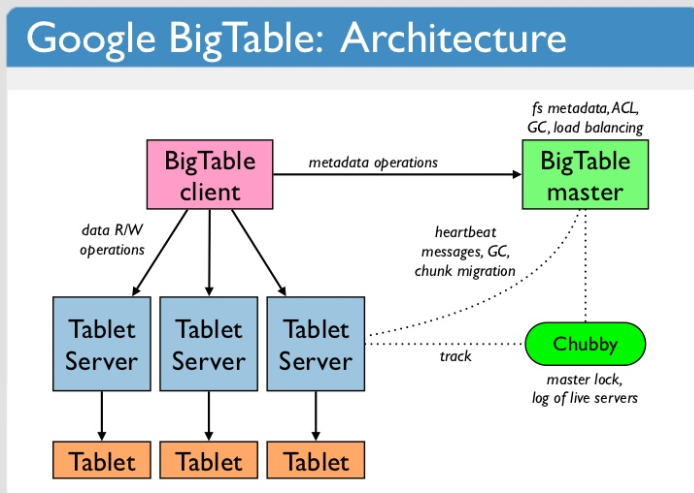 Google BigTable: Architecture
fs metadata, ACL,
GC, load balancing
BigTable
client
metadata operations
BigTable
master
data R/W
operations
heartbeat
messages, GC,
chunk migration
Tablet
Server
Tablet
Server
Tablet
Server
track
Chubby
master lock,
log of live servers
Tablet
Tablet
Tablet